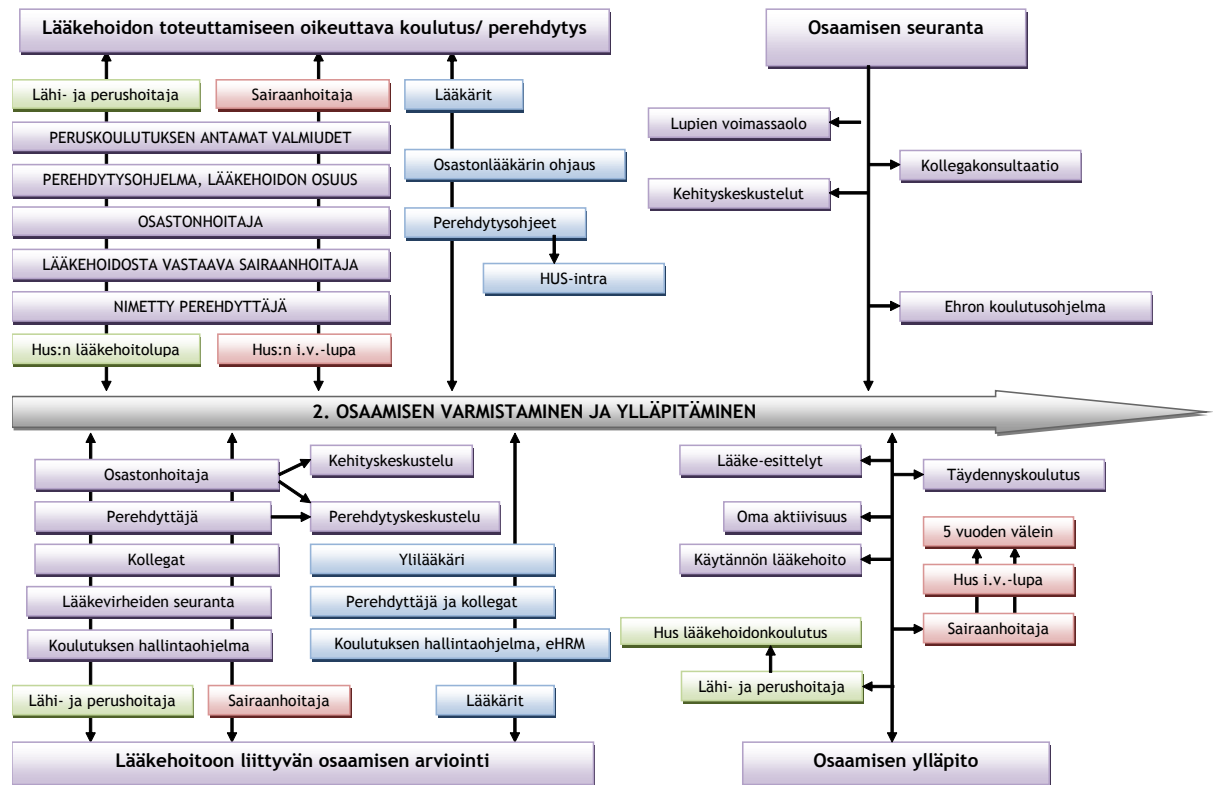 Lääkehoidon toteuttamiseen oikeuttava koulutus/ perehdytys
Lähi- ja perushoitaja
Sairaanhoitaja
Lääkärit
PERUSKOULUTUKSEN ANTAMAT VALMIUDET
PEREHDYTYSOHJELMA, LÄÄKEHOIDON OSUUS
OSASTONHOITAJA
LÄÄKEHOIDOSTA VASTAAVA SAIRAANHOITAJA
NIMETTY PEREHDYTTÄJÄ
Hus:n lääkehoitolupa
Hus:n i.v.-lupa
Osastonlääkärin ohjaus
Perehdytysohjeet
HUS-intra
Osaamisen seuranta
Lupien voimassaolo
Kollegakonsultaatio
Kehityskeskustelut
Ehron koulutusohjelma
2. OSAAMISEN VARMISTAMINEN JA YLLÄPITÄMINEN
Osastonhoitaja
Kehityskeskustelu
Perehdyttäjä
Perehdytyskeskustelu
Kollegat
Lääkevirheiden seuranta
Koulutuksen hallintaohjelma
Ylilääkäri
Perehdyttäjä ja kollegat
Koulutuksen hallintaohjelma, eHRM
Lähi- ja perushoitaja
Sairaanhoitaja
Lääkärit
Lääkehoitoon liittyvän osaamisen arviointi
Lääke-esittelyt
Täydennyskoulutus
Oma aktiivisuus
Käytännön lääkehoito
5 vuoden välein
Hus i.v.-lupa
Sairaanhoitaja
Hus lääkehoidonkoulutus
Lähi- ja perushoitaja
Osaamisen ylläpito